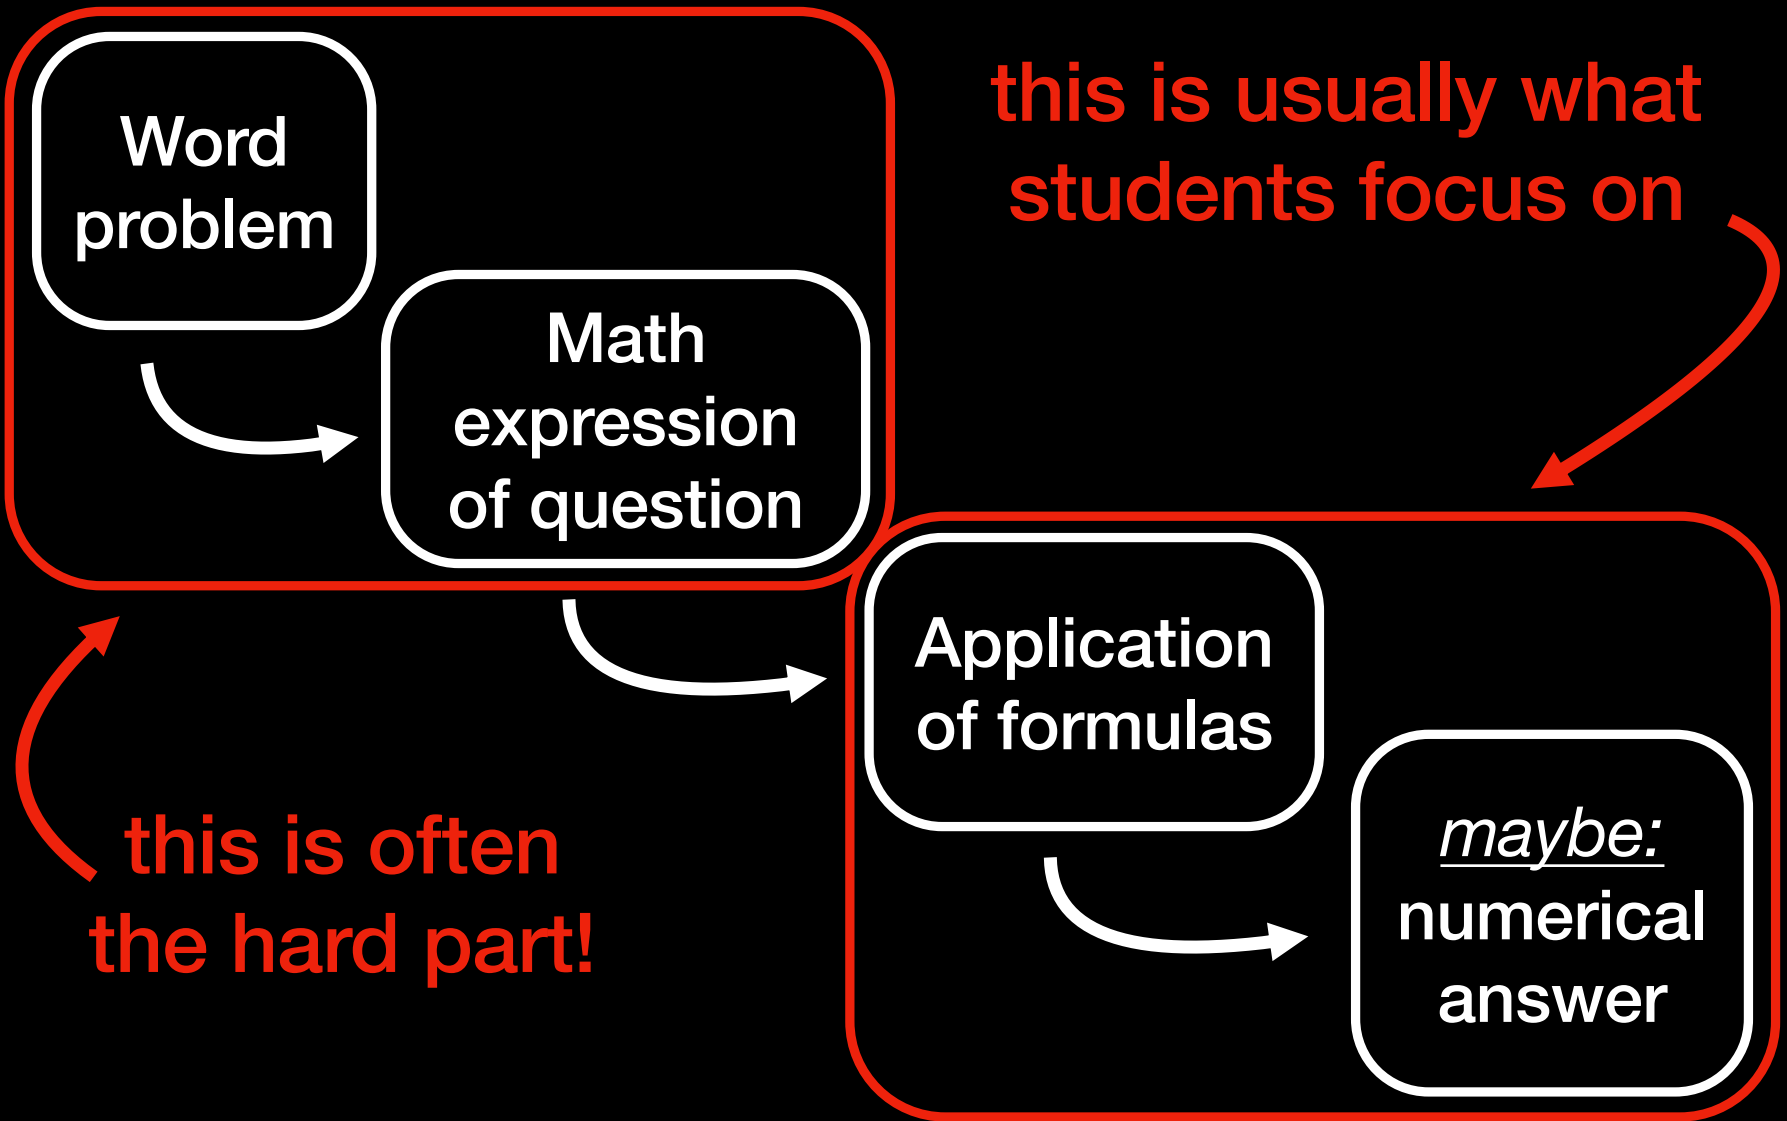 Word
problem
this is usually what
students focus on
Math
expression
of question
Application
of formulas
this is often
the hard part!
maybe:
numerical
answer